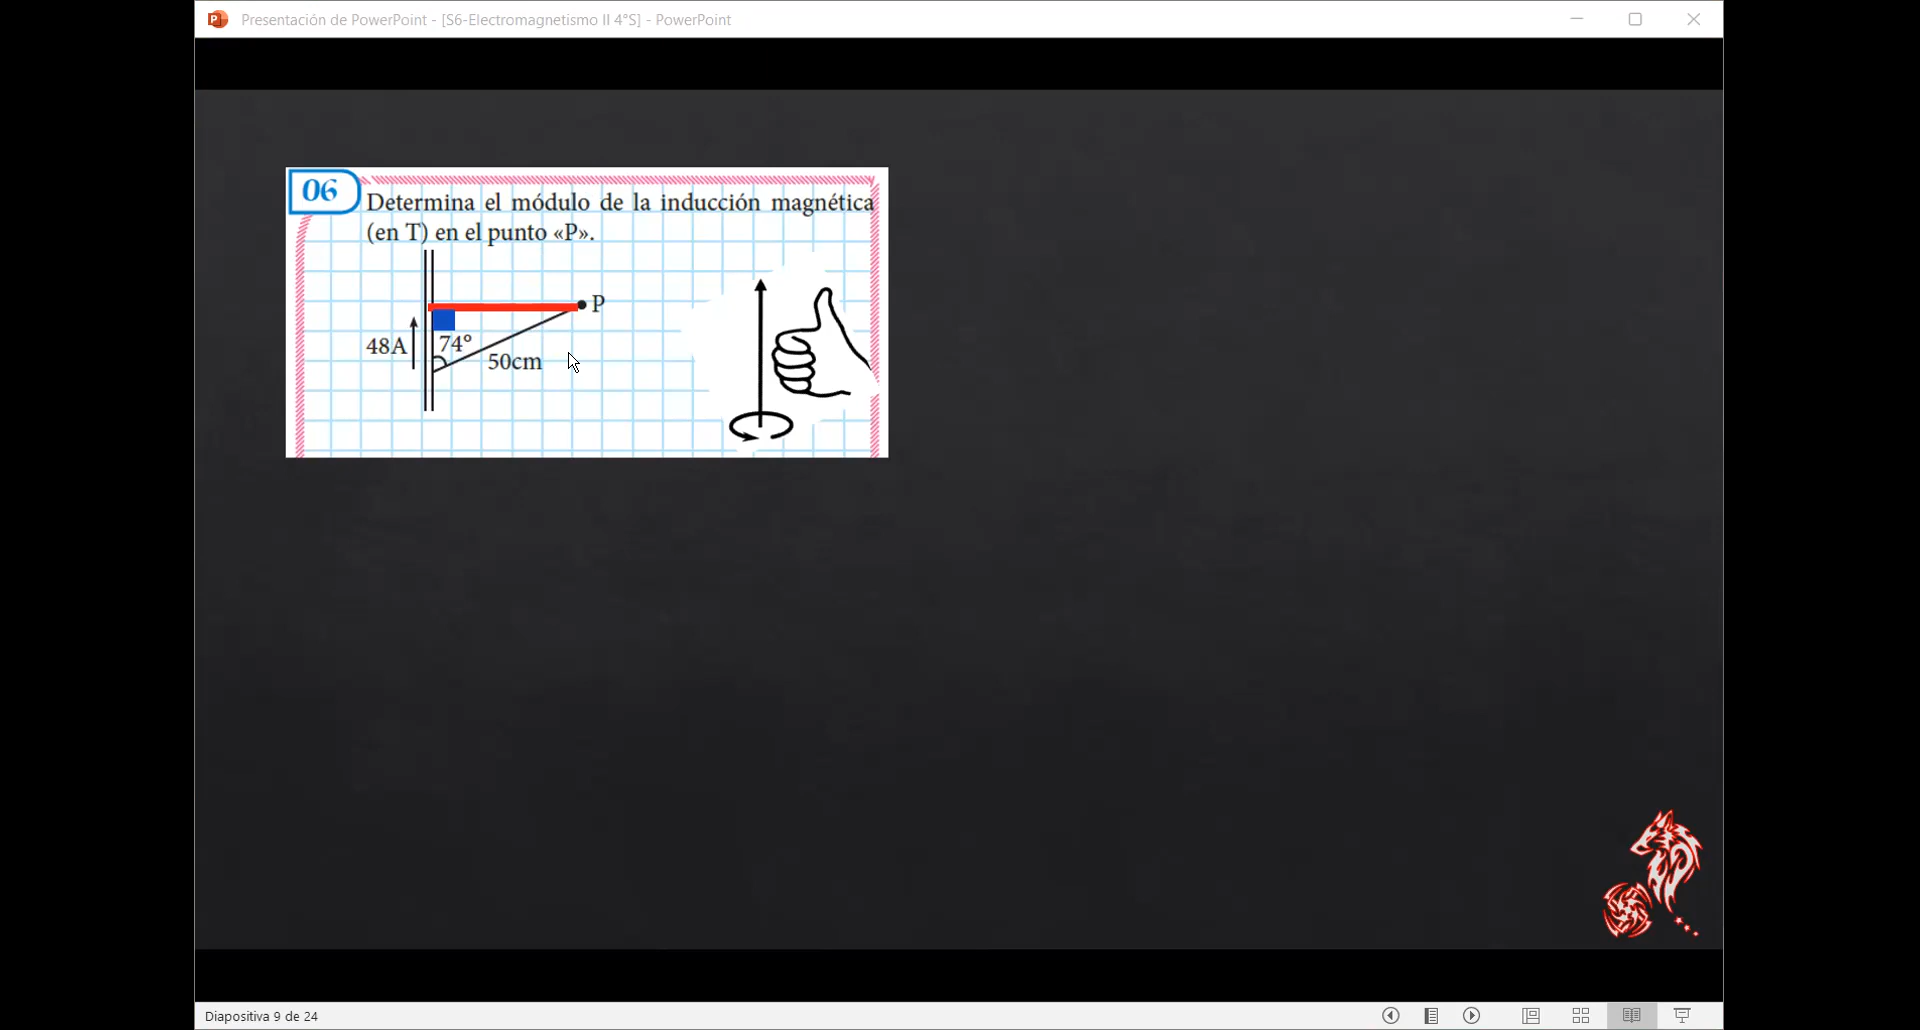 Presentación de PowerPoint - [S6-Electromagnetismo II 4°S] - PowerPoint
06
Determina el módulo de la inducción magnética
(en T) en el punto «P».
P
48A
74°
50cm
Diapositiva 9 de 24